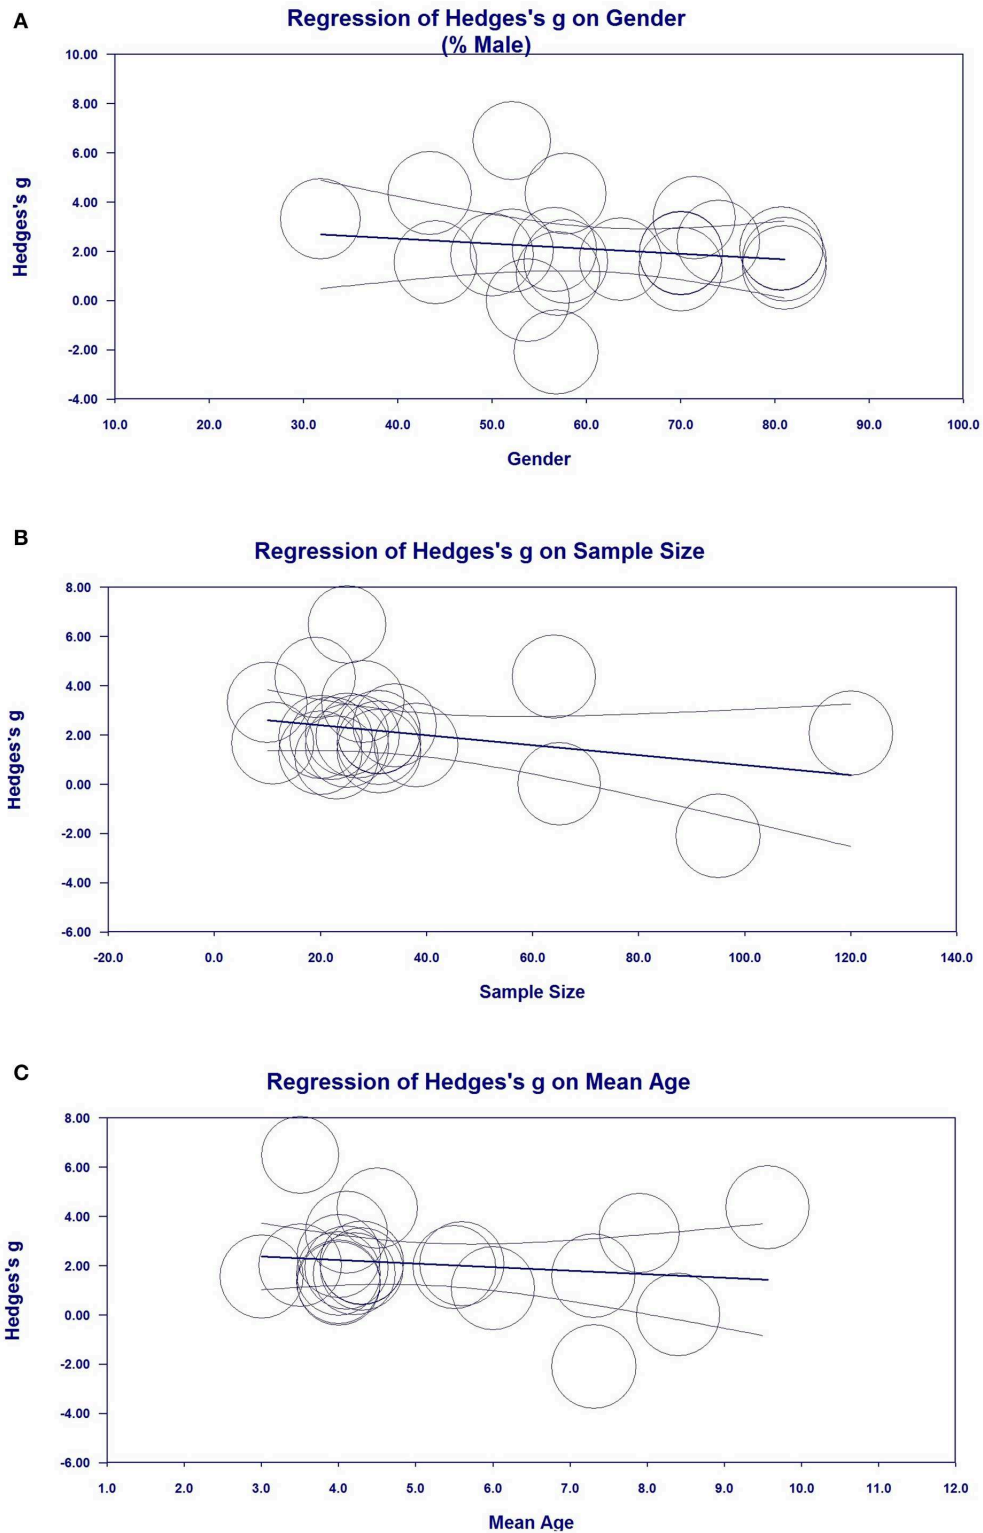 A
Regression of Hedges's g on Gender
(% Male)
10.00
8.00
6.00
4.00
2.00
0.00
-2.00
-4.00
Hedges's g
10.0 20.0 30.0 40.0 50.0 60.0 70.0 80.0 90.0 100.0
Gender
B
Regression of Hedges's g on Sample Size
8.00
6.00
4.00
2.00
0.00
-2.00
-4.00
-6.00
Hedges's g
-20.0 0.0 20.0 40.0 60.0 80.0 100.0 120.0 140.0
Sample Size
C
Regression of Hedges's g on Mean Age
8.00
6.00
4.00
2.00
0.00
-2.00
-4.00
-6.00
Hedges's g
1.0 2.0 3.0 4.0 5.0 6.0 7.0 8.0 9.0 10.0 11.0 12.0
Mean Age